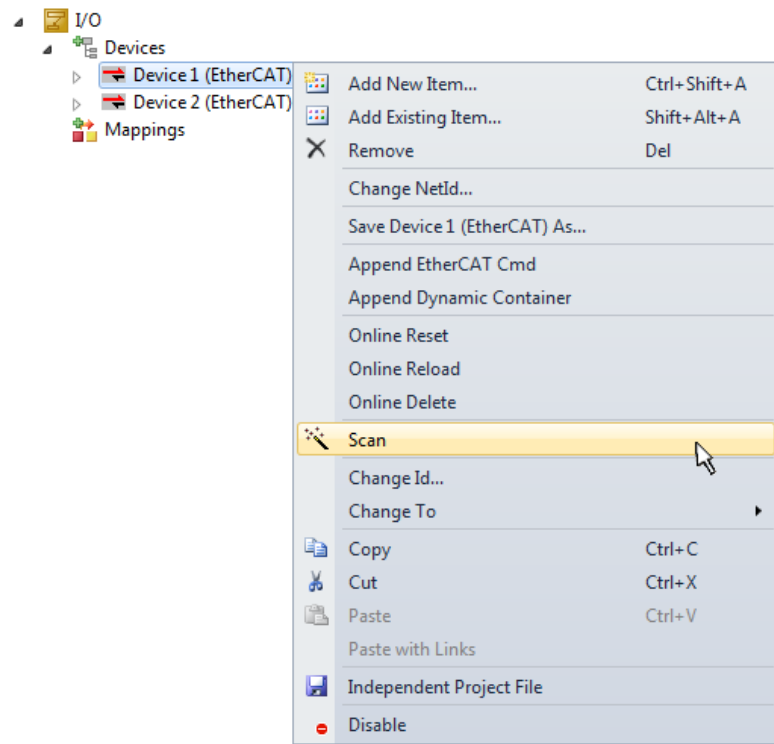 I/O
Devices
Device 1 (EtherCAT)
Device 2 (EtherCAT)
Mappings
Add New Item... Ctrl+Shift+A
Add Existing Item... Shift+Alt+A
Remove Del
Change NetId...
Save Device 1 (EtherCAT) As...
Append EtherCAT Cmd
Append Dynamic Container
Online Reset
Online Reload
Online Delete
Scan
Change Id...
Change To
Copy Ctrl+C
Cut Ctrl+X
Paste Ctrl+V
Paste with Links
Independent Project File
Disable